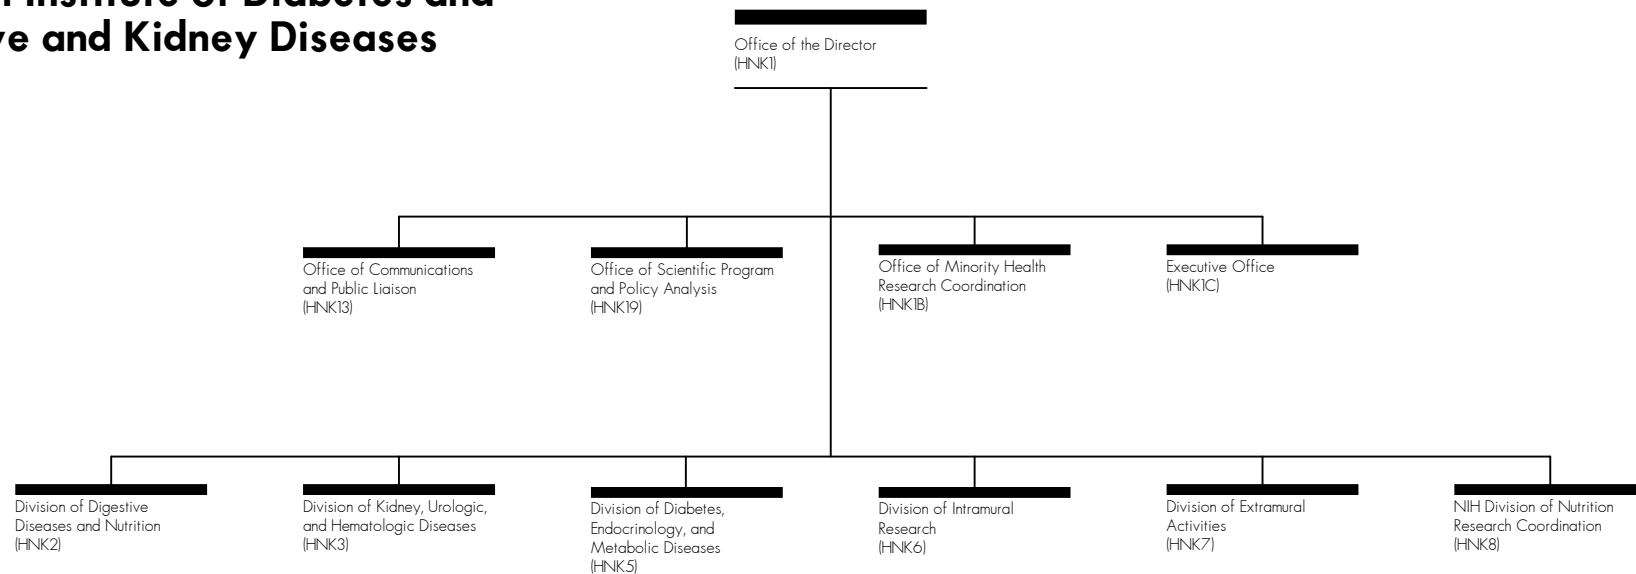 Institute of Diabetes and
and Kidney Diseases
Office of the Director
(HNK1)
Office of Communications
and Public Liaison
(HNK13)
Office of Scientific Program
and Policy Analysis
(HNK19)
Office of Minority Health
Research Coordination
(HNK1B)
Executive Office
(HNK1C)
Division of Digestive
Diseases and Nutrition
(HNK2)
Division of Kidney, Urologic,
and Hematologic Diseases
(HNK3)
Division of Diabetes,
Endocrinology, and
Metabolic Diseases
(HNK5)
Division of Intramural
Research
(HNK6)
Division of Extramural
Activities
(HNK7)
NIH Division of Nutrition
Research Coordination
(HNK8)